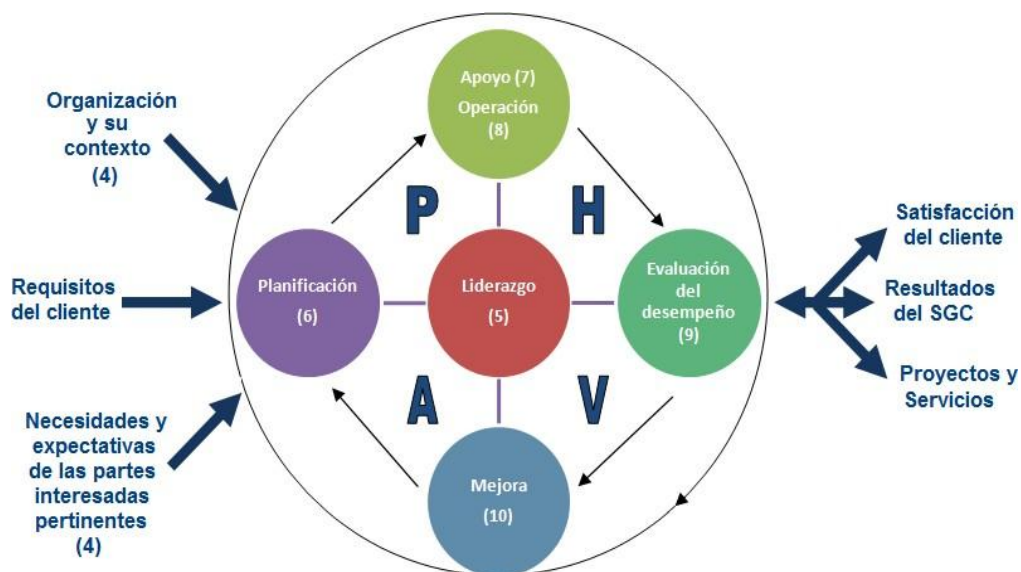 Organización
y su
contexto
(4)
Requisitos
del cliente
Necesidades y
expectativas
de las partes
interesadas
pertinentes
(4)
Apoyo (7)
Operación
(8)
P
H
Planificación
(6)
Liderazgo
(5)
Evaluación
del
desempeño
(9)
A
V
Mejora
(10)
Satisfacción
del cliente
Resultados
del SGC
Proyectos y
Servicios